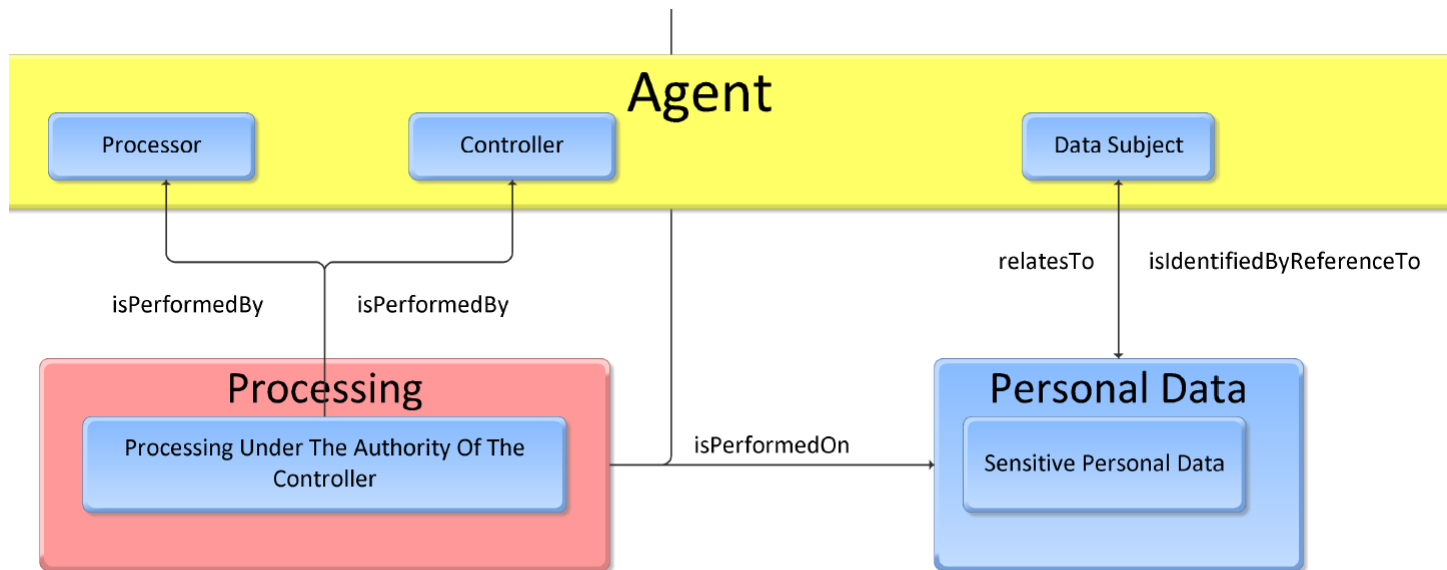 Agent
Processor
Controller
Data Subject
relatesTo
isIdentifiedByReferenceTo
isPerformedBy
isPerformedBy
Processing
Personal Data
Processing Under The Authority Of The
Controller
isPerformedOn
Sensitive Personal Data